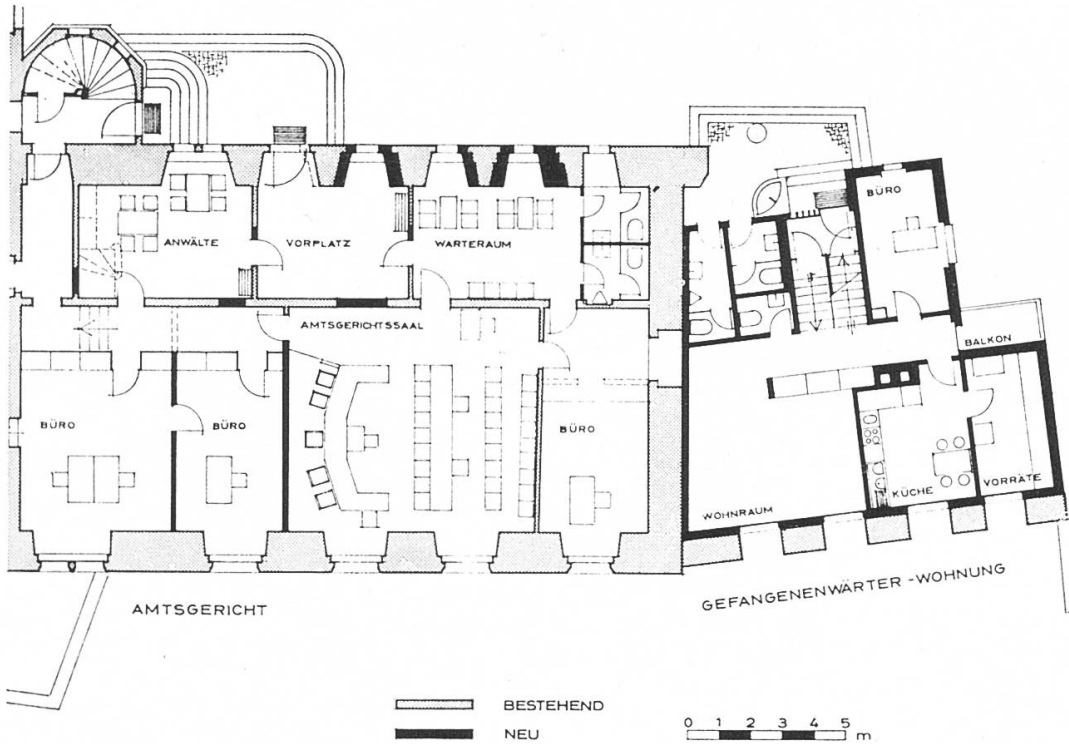 BÜRO
ANWÄLTE
VORPLATZ
WARTERAUM
AMTSGERICHTSSAAL
BALKON
BÜRO
BÜRO
BÜRO
KÜCHE
VORRÄTE
WOHNRAUM
AMTSGERICHT
GEFANGENENWÄRTER-WOHNUNG
BESTEHEND
NEU
0 1 2 3 4 5
m